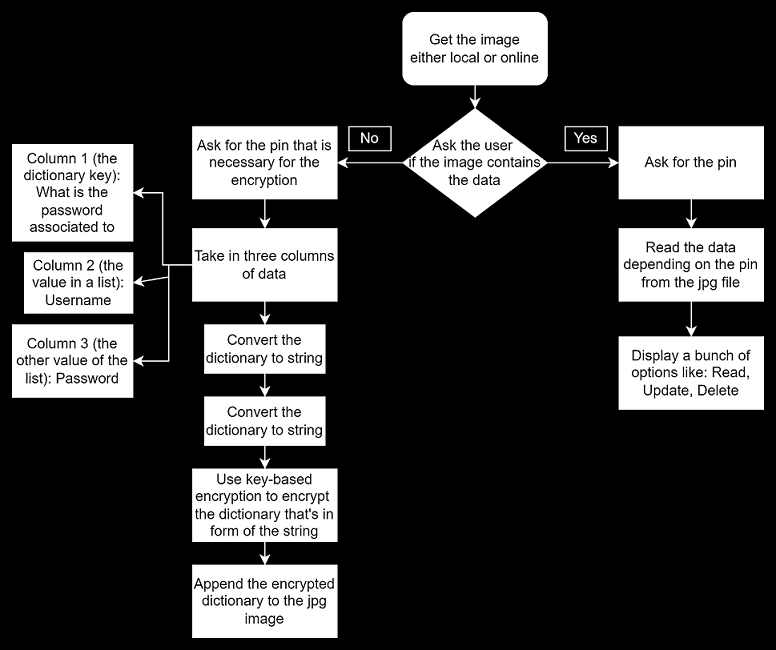 Get the image
either local or online
Ask the user
if the image contains
the data
No
Yes
Ask for the pin that is
necessary for the
encryption
Ask for the pin
Column 1 (the
dictionary key):
What is the
password
associated to
Take in three columns
of data
Read the data
depending on the pin
from the jpg file
Column 2 (the
value in a list):
Username
Column 3 (the
other value of the
list): Password
Convert the
dictionary to string
Display a bunch of
options like: Read,
Update, Delete
Convert the
dictionary to string
Use key-based
encryption to encrypt
the dictionary that's in
form of the string
Append the encrypted
dictionary to the jpg
image